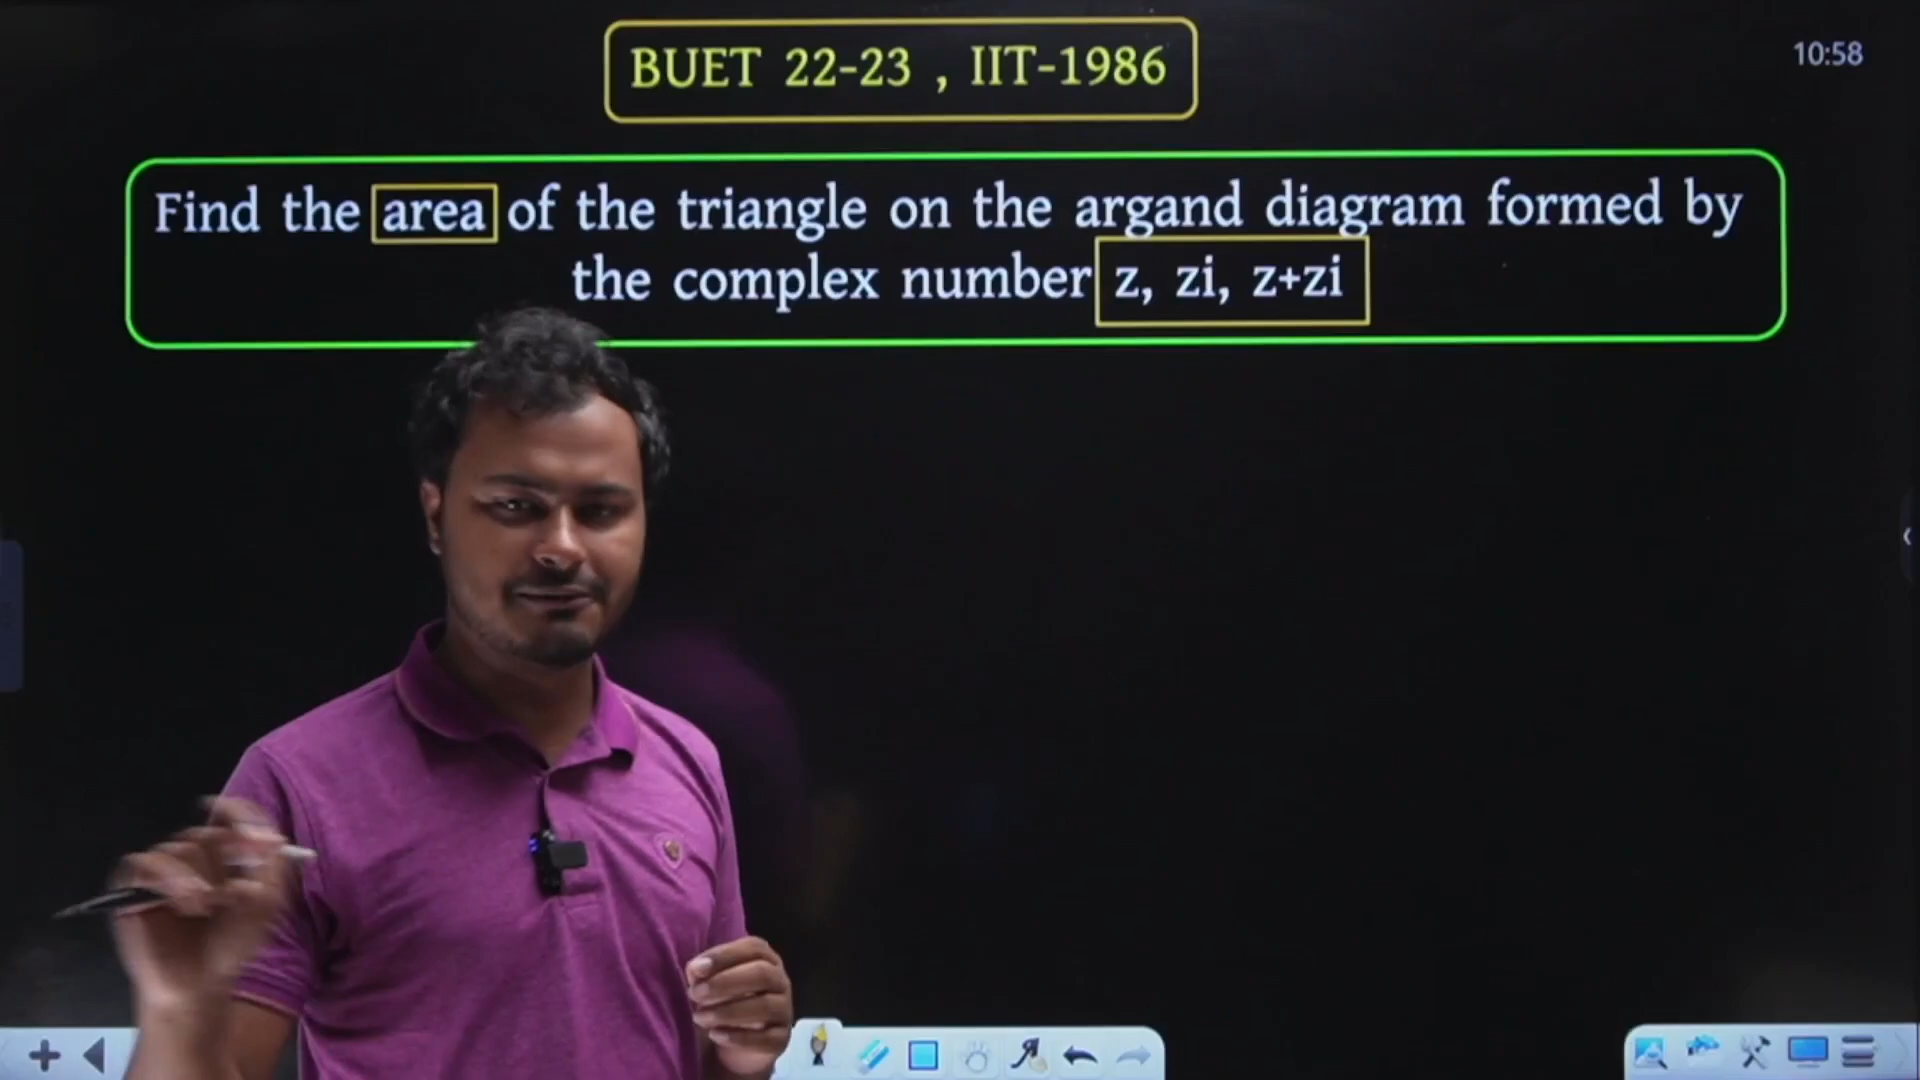 BUET 22-23 , IIT-1986
10:58
Find the area of the triangle on the argand diagram formed by
the complex number z, zi, z+zi